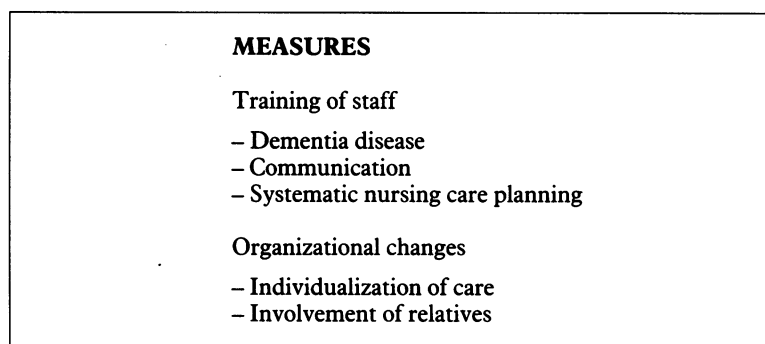 MEASURES
Training of staff
– Dementia disease
– Communication
– Systematic nursing care planning
Organizational changes
– Individualization of care
– Involvement of relatives